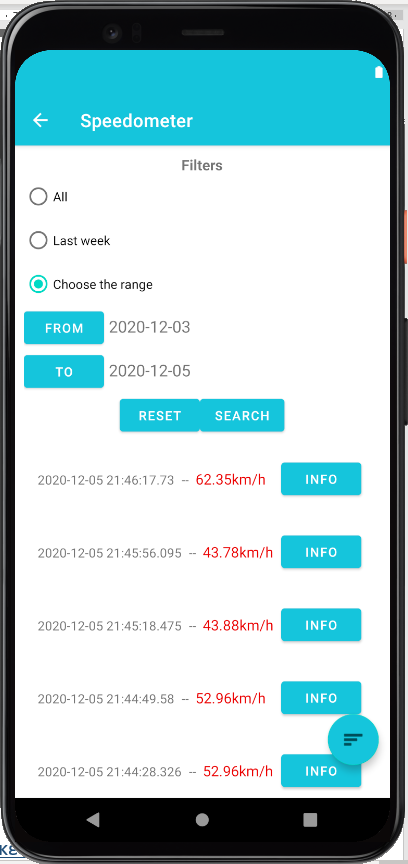 Speedometer
Filters
All
Last week
Choose the range
FROM 2020-12-03
TO 2020-12-05
RESET SEARCH
2020-12-05 21:46:17.73 -- 62.35km/h INFO
2020-12-05 21:45:56.095 -- 43.78km/h INFO
2020-12-05 21:45:18.475 -- 43.88km/h INFO
2020-12-05 21:44:49.58 -- 52.96km/h INFO
2020-12-05 21:44:28.326 -- 52.96km/h INFO